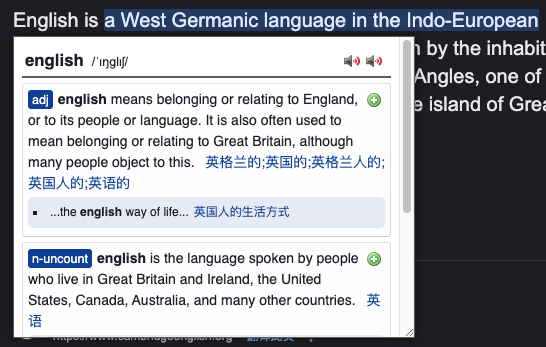 English is a West Germanic language in the Indo-European
by the inhabit
Angles, one of
island of Grea
english /ˈɪŋglɪʃ/
adj english means belonging or relating to England,
or to its people or language. It is also often used to
mean belonging or relating to Great Britain, although
many people object to this. 英格兰的;英国的;英格兰人的;
英国人的;英语的
...the english way of life... 英国人的生活方式
n-uncount english is the language spoken by people
who live in Great Britain and Ireland, the United
States, Canada, Australia, and many other countries. 英
语